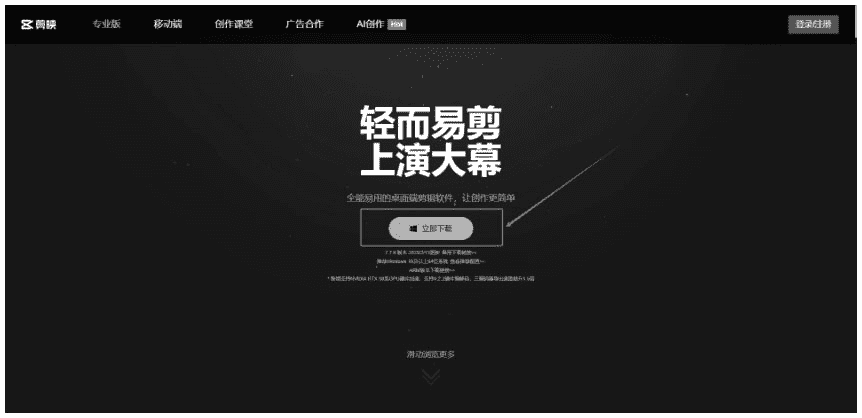 剪映
专业版
移动端
创作课堂
广告合作
AI创作 Hot
登录/注册
轻而易剪
上演大幕
全能易用的桌面端剪辑软件，让创作更简单
立即下载
滑动浏览更多